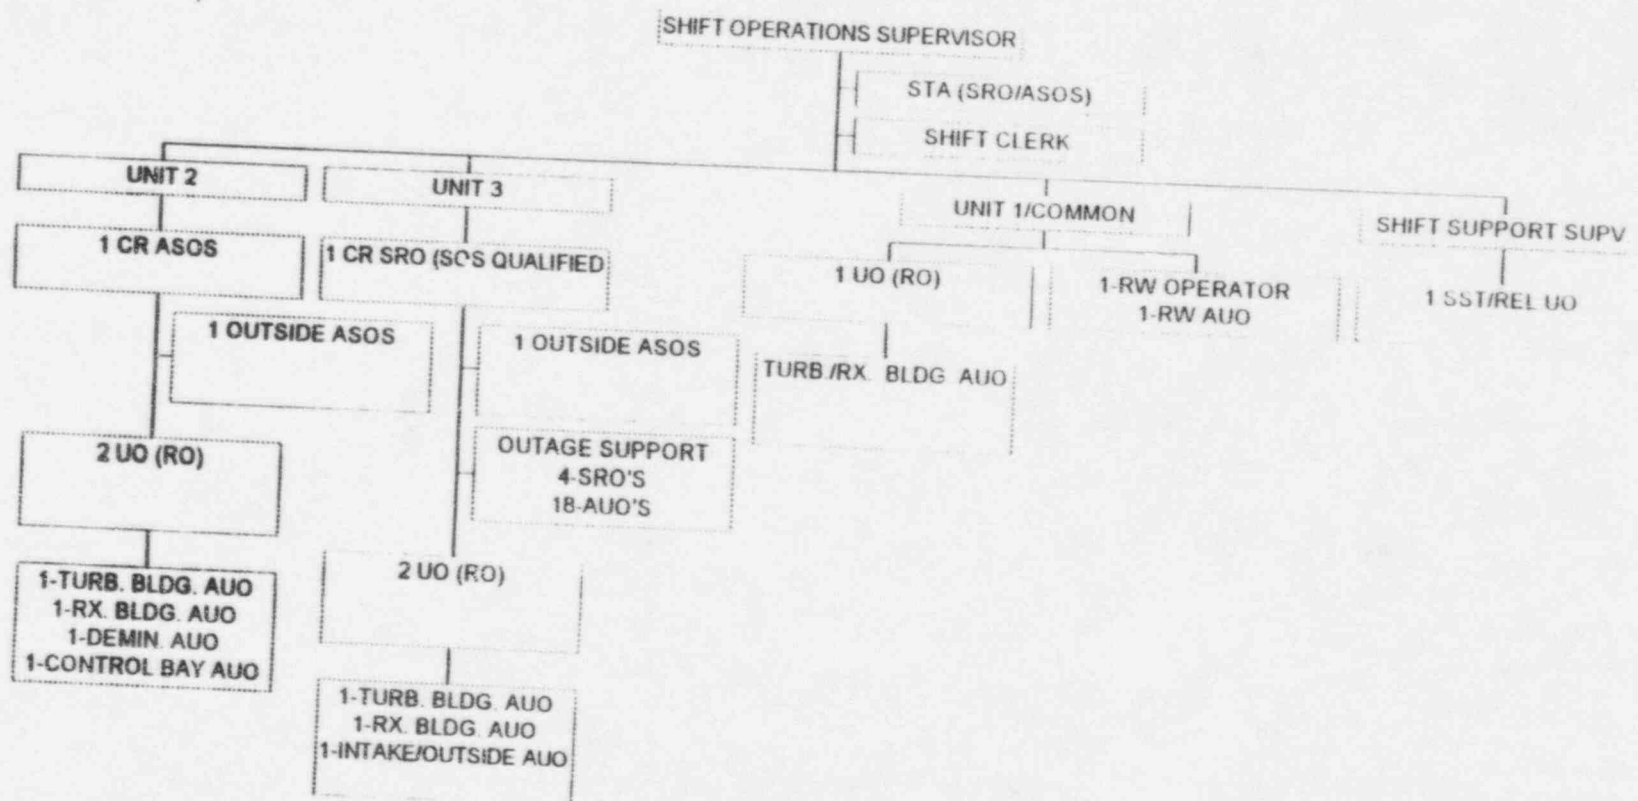 SHIFT OPERATIONS SUPERVISOR
STA (SRO/ASOS)
SHIFT CLERK
UNIT 2
UNIT 3
UNIT 1/COMMON
SHIFT SUPPORT SUPV
1 CR ASOS
1 CR SRO (SOS QUALIFIED
1 UO (RO)
1-RW OPERATOR
1-RW AUO
1 SST/REL UO
1 OUTSIDE ASOS
1 OUTSIDE ASOS
TURB./RX. BLDG AUO
2 UO (RO)
OUTAGE SUPPORT
4-SRO'S
18-AUO'S
1-TURB. BLDG. AUO
1-RX. BLDG. AUO
1-DEMIN. AUO
1-CONTROL BAY AUO
2 UO (RO)
1-TURB. BLDG. AUO
1-RX. BLDG. AUO
1-INTAKE/OUTSIDE AUO